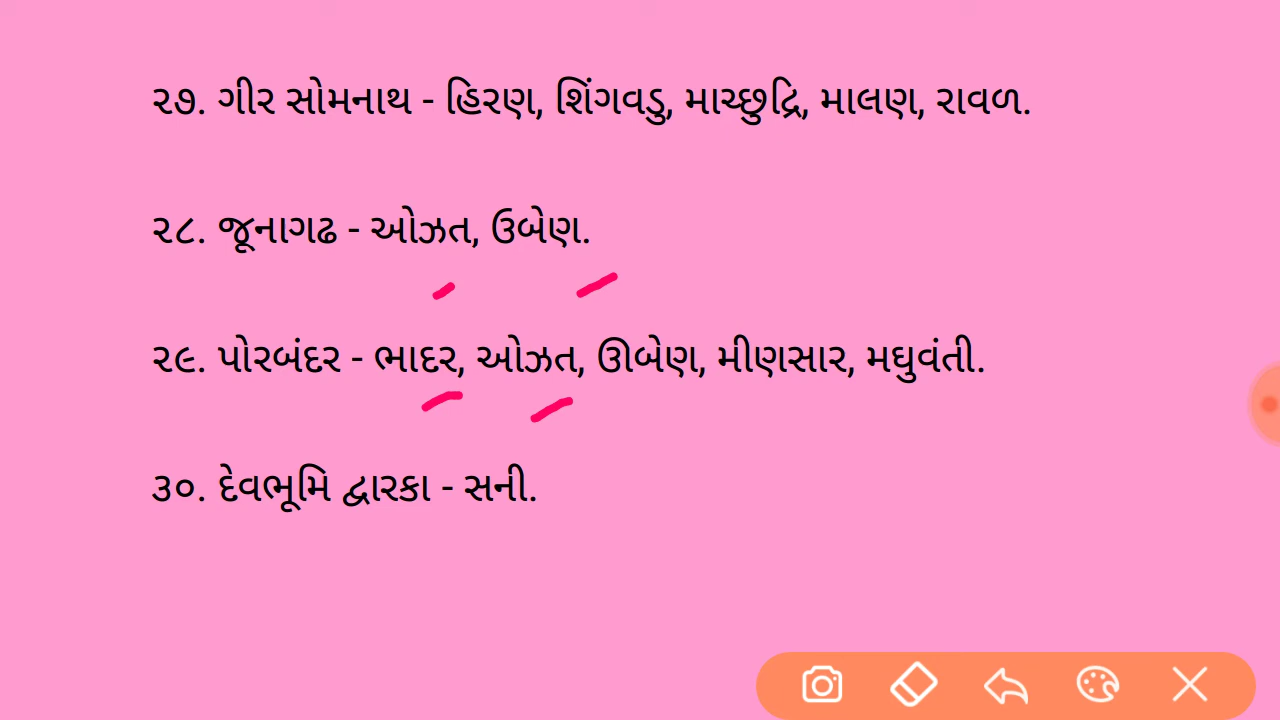 ૨૭. ગીર સોમનાથ - હિરણ, શિંગવડુ, માચ્છુદ્રિ, માલણ, રાવળ.
૨૮. જૂનાગઢ - ઓઝત, ઉબેણ.
૨૯. પોરબંદર - ભાદર, ઓઝત, ઊબેણ, મીણસાર, મઘુવંતી.
૩૦. દેવભૂમિ દ્વારકા - સની.